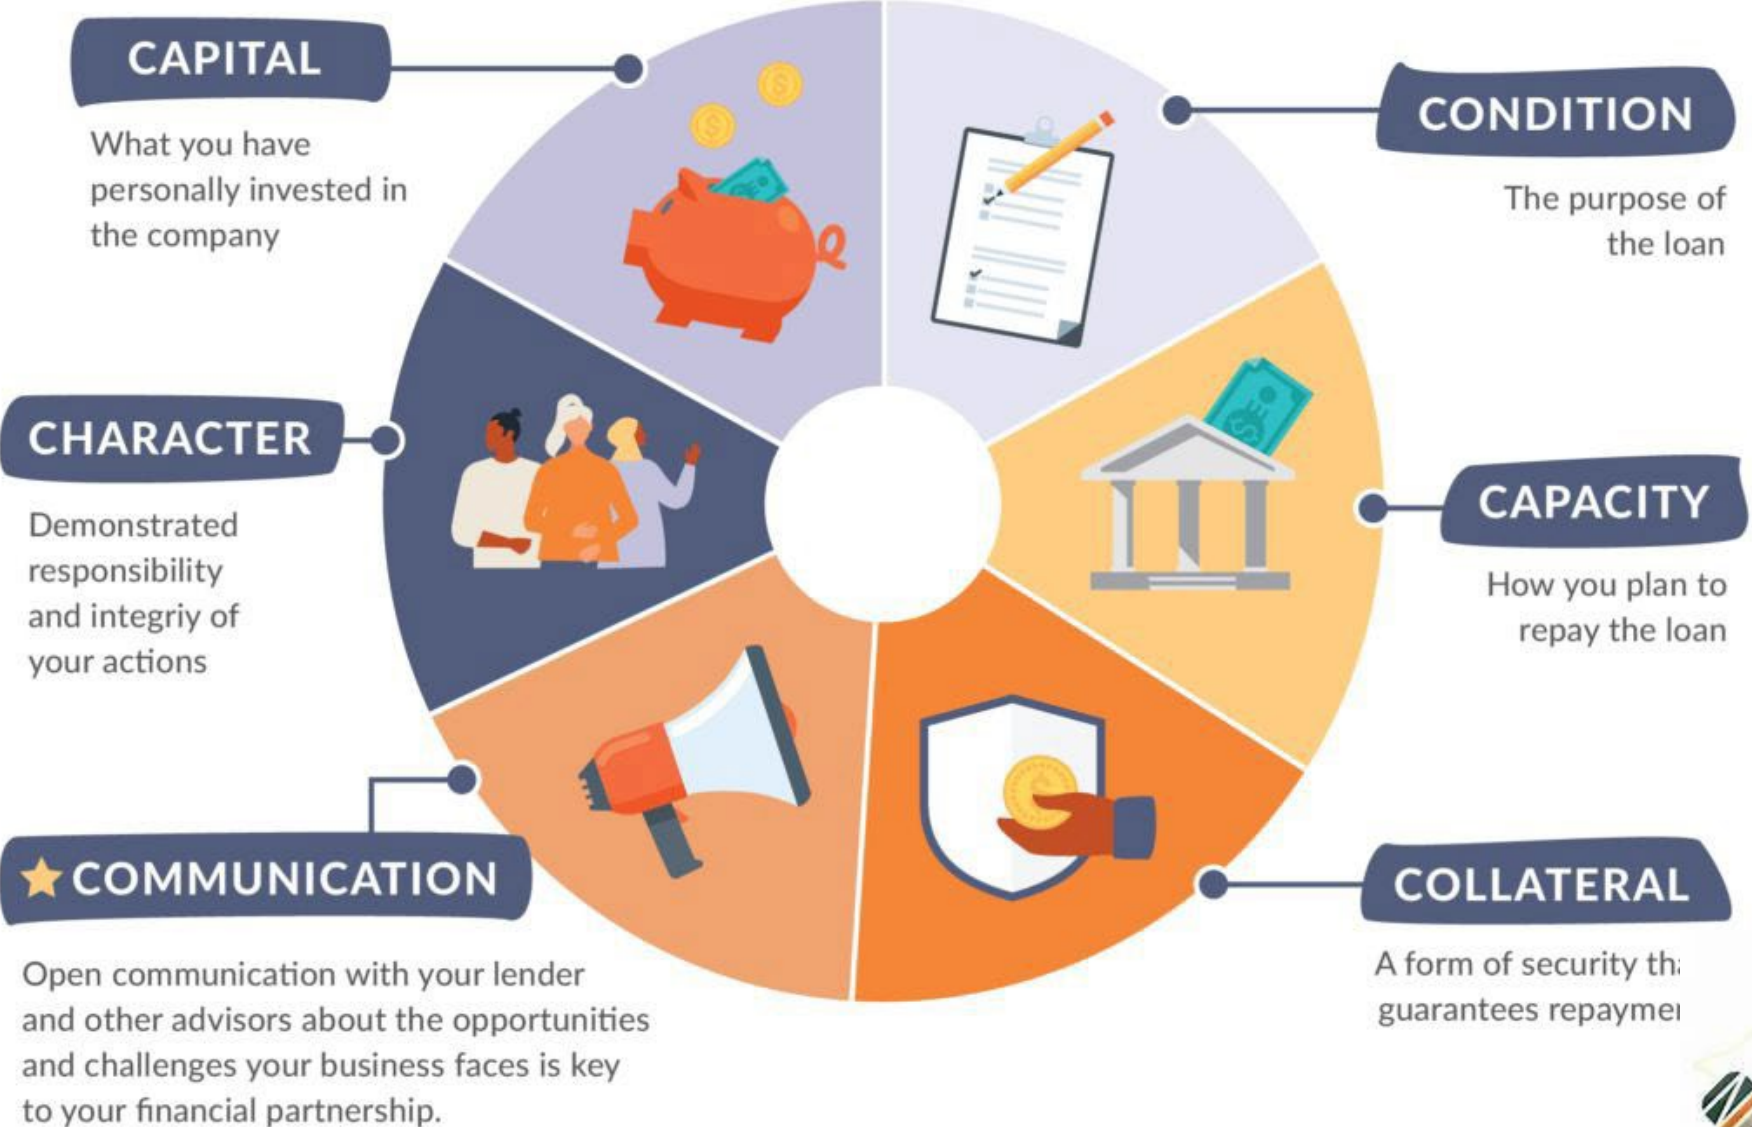 CAPITAL
What you have
personally invested in
the company
CONDITION
The purpose of
the loan
CHARACTER
Demonstrated
responsibility
and integriy of
your actions
CAPACITY
How you plan to
repay the loan
COMMUNICATION
Open communication with your lender
and other advisors about the opportunities
and challenges your business faces is key
to your financial partnership.
COLLATERAL
A form of security
guarantees